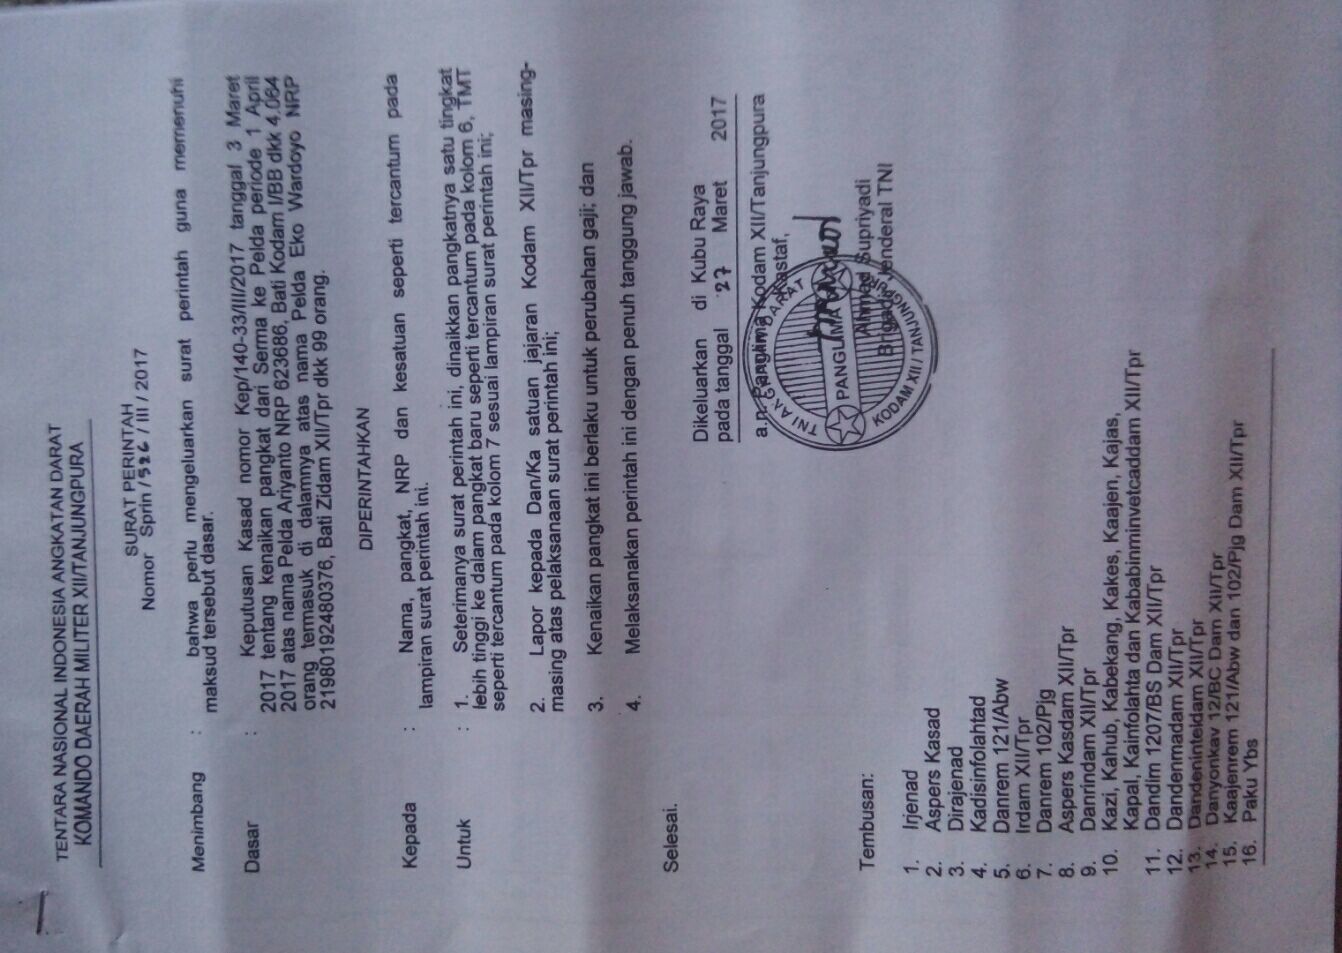 TENTARA NASIONAL INDONESIA ANGKATAN DARAT
KOMANDO DAERAH MILITER XII/TANJUNGPURA
SURAT PERINTAH
Nomor Sprin / 526 / III / 2017
Menimbang : bahwa perlu mengeluarkan surat perintah guna memenuhi
maksud tersebut dasar.
Dasar : Keputusan Kasad nomor Kep/140-33/III/2017 tanggal 3 Maret
2017 tentang kenaikan pangkat dari Serma ke Pelda periode 1 April
2017 atas nama Pelda Ariyanto NRP 623686, Bati Kodam I/BB dkk 4.064
orang termasuk di dalamnya atas nama Pelda Eko Wardoyo NRP
21980192480376, Bati Zidam XII/Tpr dkk 99 orang.
DIPERINTAHKAN
Kepada : Nama, pangkat, NRP dan kesatuan seperti tercantum pada
lampiran surat perintah ini.
Untuk : 1. Seterimanya surat perintah ini, dinaikkan pangkatnya satu tingkat
lebih tinggi ke dalam pangkat baru seperti tercantum pada kolom 6, TMT
seperti tercantum pada kolom 7 sesuai lampiran surat perintah ini;
2. Lapor kepada Dan/Ka satuan jajaran Kodam XII/Tpr masing-
masing atas pelaksanaan surat perintah ini;
3. Kenaikan pangkat ini berlaku untuk perubahan gaji; dan
4. Melaksanakan perintah ini dengan penuh tanggung jawab.
Selesai.
Dikeluarkan di Kubu Raya
pada tanggal 27 Maret 2017
a.n. Panglima Kodam XII/Tanjungpura
Kastaf,
TNI ANGKATAN DARAT
PANGLIMA
KODAM XII / TANJUNGPURA
Ahmad Supriyadi
Brigadir Jenderal TNI
Tembusan:
1. Irjenad
2. Aspers Kasad
3. Dirajenad
4. Kadisinfolahtad
5. Danrem 121/Abw
6. Irdam XII/Tpr
7. Danrem 102/Pjg
8. Aspers Kasdam XII/Tpr
9. Danrindam XII/Tpr
10. Kazi, Kahub, Kabekang, Kakes, Kaajen, Kajas,
Kapal, Kainfolahta dan Kababinminvetcaddam XII/Tpr
11. Dandim 1207/BS Dam XII/Tpr
12. Dandenmadam XII/Tpr
13. Dandeninteldam XII/Tpr
14. Danyonkav 12/BC Dam XII/Tpr
15. Kaajenrem 121/Abw dan 102/Pjg Dam XII/Tpr
16. Paku Ybs